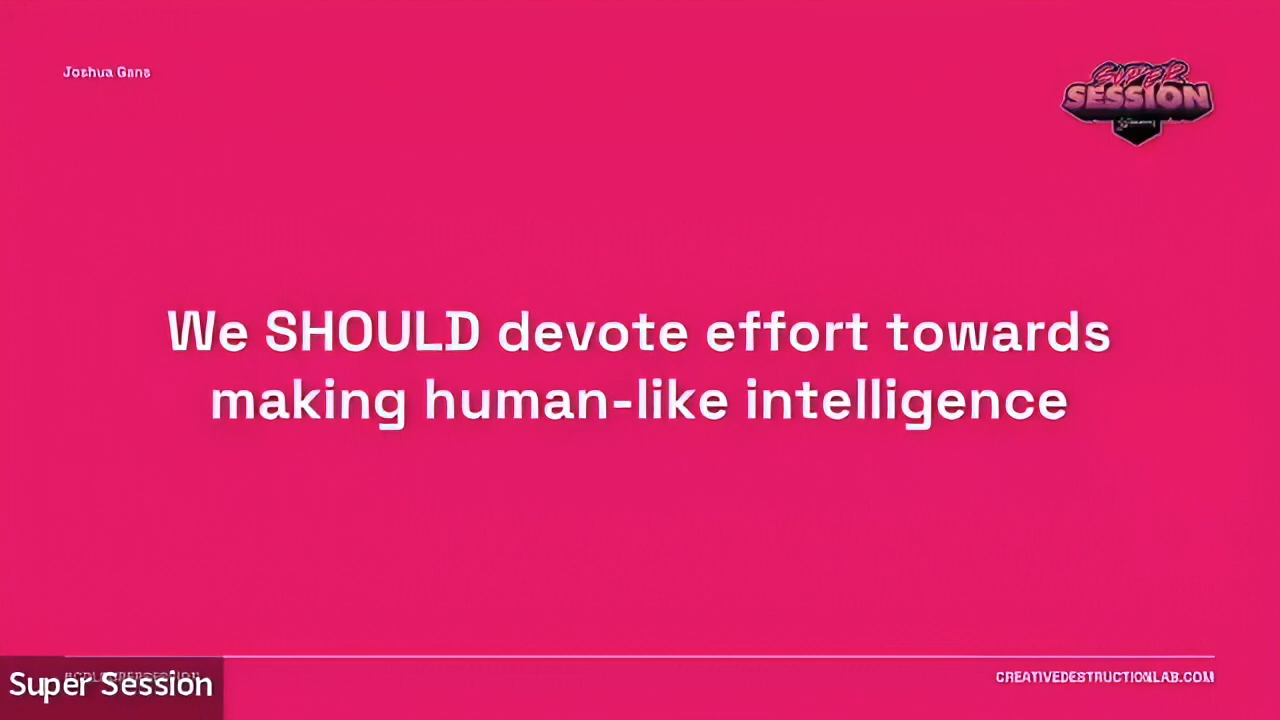 Joshua Gans
SUPER
SESSION
We SHOULD devote effort towards
making human-like intelligence
Super Session
CREATIVEDESTRUCTIONLAB.COM